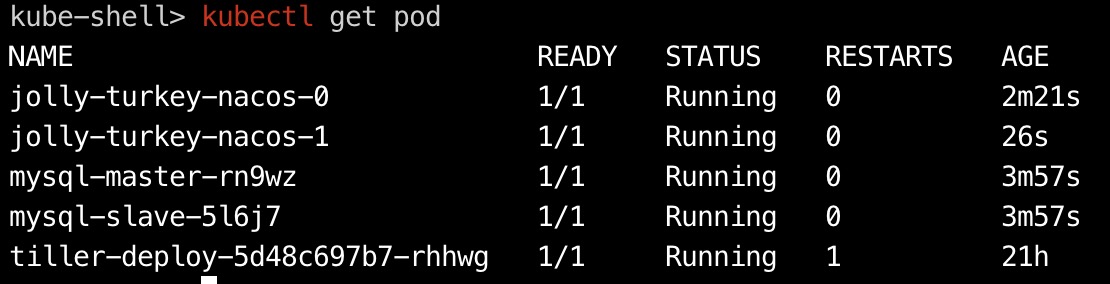 kube-shell> kubectl get pod
NAME READY STATUS RESTARTS AGE
jolly-turkey-nacos-0 1/1 Running 0 2m21s
jolly-turkey-nacos-1 1/1 Running 0 26s
mysql-master-rn9wz 1/1 Running 0 3m57s
mysql-slave-5l6j7 1/1 Running 0 3m57s
tiller-deploy-5d48c697b7-rhhwg 1/1 Running 1 21h